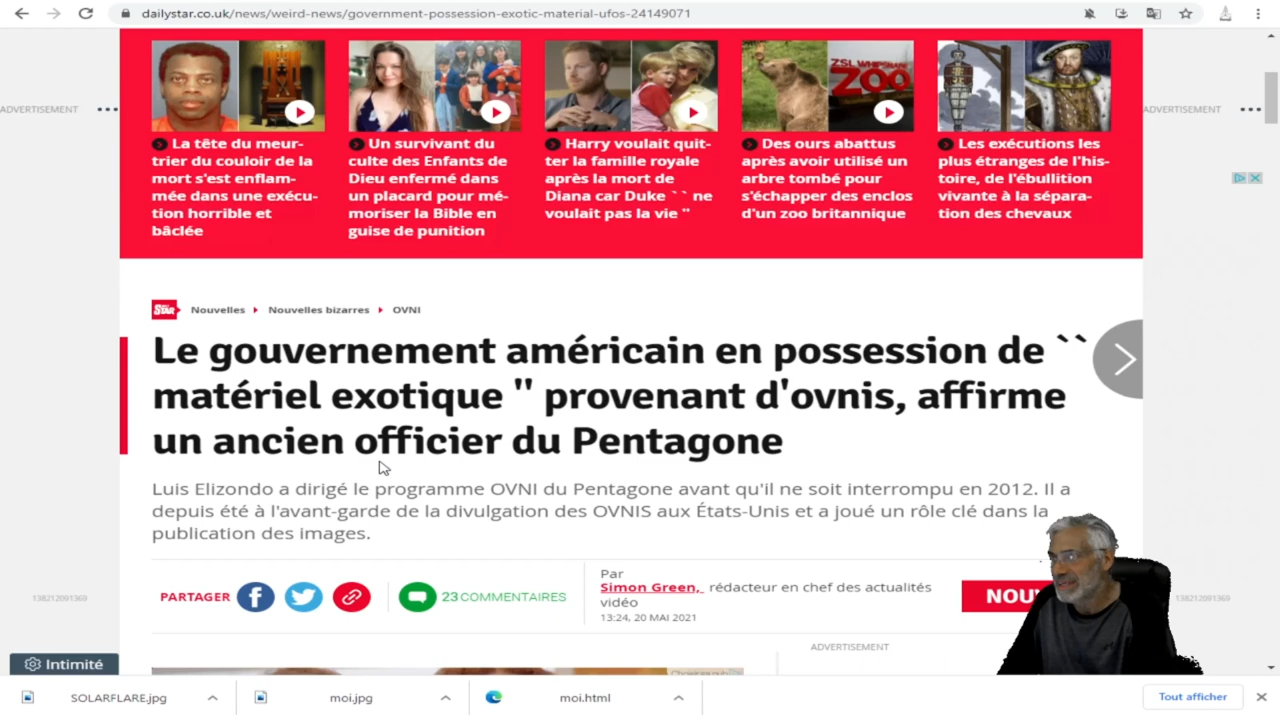 dailystar.co.uk/news/weird-news/government-possession-exotic-material-ufos-24149071
ADVERTISEMENT
ADVERTISEMENT
ZSL WHIPSNADE
ZOO
La tête du meur-
trier du couloir de la
mort s'est enflam-
mée dans une exécu-
tion horrible et
bâclée
Un survivant du
culte des Enfants de
Dieu enfermé dans
un placard pour mé-
moriser la Bible en
guise de punition
Harry voulait quit-
ter la famille royale
après la mort de
Diana car Duke `` ne
voulait pas la vie ''
Des ours abattus
après avoir utilisé un
arbre tombé pour
s'échapper des enclos
d'un zoo britannique
Les exécutions les
plus étranges de l'his-
toire, de l'ébullition
vivante à la sépara-
tion des chevaux
STAR
Nouvelles
Nouvelles bizarres
OVNI
Le gouvernement américain en possession de ``
matériel exotique '' provenant d'ovnis, affirme
un ancien officier du Pentagone
Luis Elizondo a dirigé le programme OVNI du Pentagone avant qu'il ne soit interrompu en 2012. Il a
depuis été à l'avant-garde de la divulgation des OVNIS aux États-Unis et a joué un rôle clé dans la
publication des images.
PARTAGER
23 COMMENTAIRES
Par
Simon Green, rédacteur en chef des actualités
vidéo
13:24, 20 MAI 2021
NOU
138212091369
138212091369
ADVERTISEMENT
Intimité
SOLARFLARE.jpg
moi.jpg
moi.html
Tout afficher